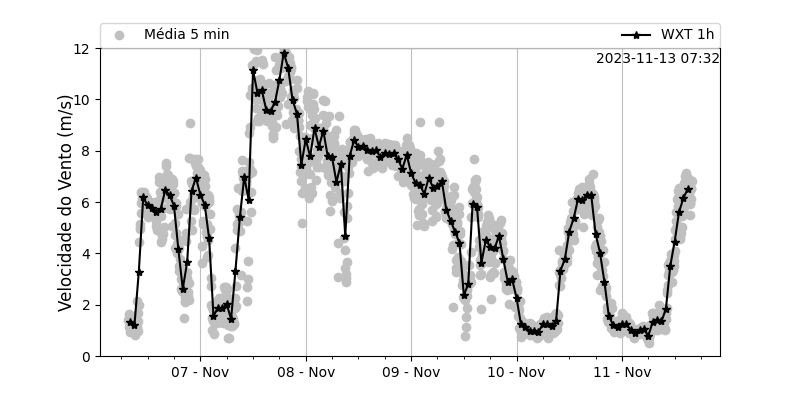 Média 5 min
WXT 1h
2023-11-13 07:32
Velocidade do Vento (m/s)
12
10
8
6
4
2
0
07 - Nov
08 - Nov
09 - Nov
10 - Nov
11 - Nov